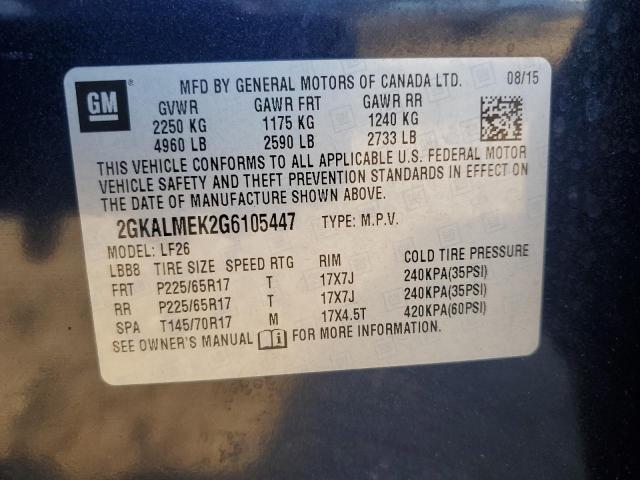 GM
MFD BY GENERAL MOTORS OF CANADA LTD. 08/15
GVWR GAWR FRT GAWR RR
2250 KG 1175 KG 1240 KG
4960 LB 2590 LB 2733 LB
THIS VEHICLE CONFORMS TO ALL APPLICABLE U.S. FEDERAL MOTOR
VEHICLE SAFETY AND THEFT PREVENTION STANDARDS IN EFFECT ON
THE DATE OF MANUFACTURE SHOWN ABOVE.
2GKALMEK2G6105447 TYPE: M.P.V.
MODEL: LF26
LBB8 TIRE SIZE SPEED RTG RIM COLD TIRE PRESSURE
FRT P225/65R17 T 17X7J 240KPA(35PSI)
RR P225/65R17 T 17X7J 240KPA(35PSI)
SPA T145/70R17 M 17X4.5T 420KPA(60PSI)
SEE OWNER'S MANUAL